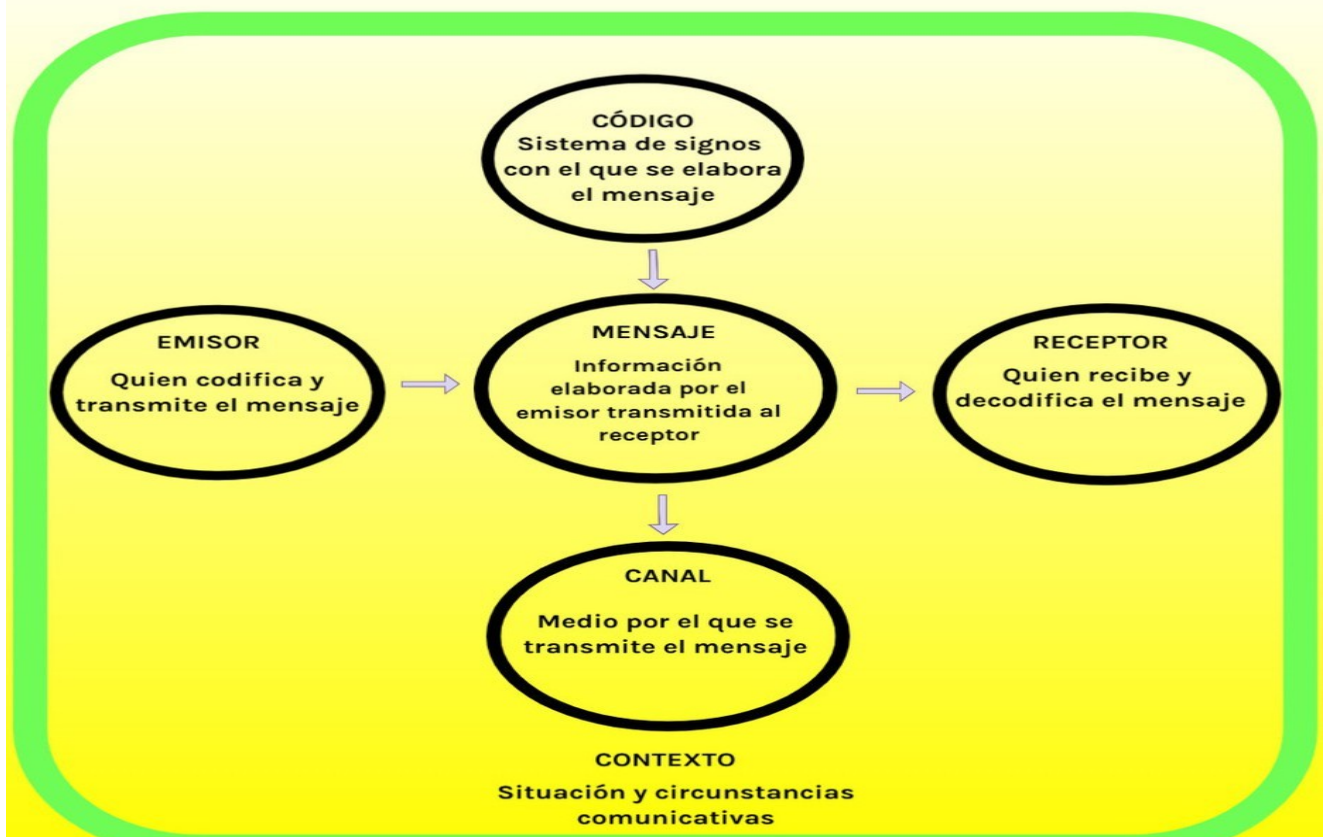 CÓDIGO
Sistema de signos
con el que se elabora
el mensaje
EMISOR
Quien codifica y
transmite el mensaje
MENSAJE
Información
elaborada por el
emisor transmitida al
receptor
RECEPTOR
Quien recibe y
decodifica el mensaje
CANAL
Medio por el que se
transmite el mensaje
CONTEXTO
Situación y circunstancias
comunicativas